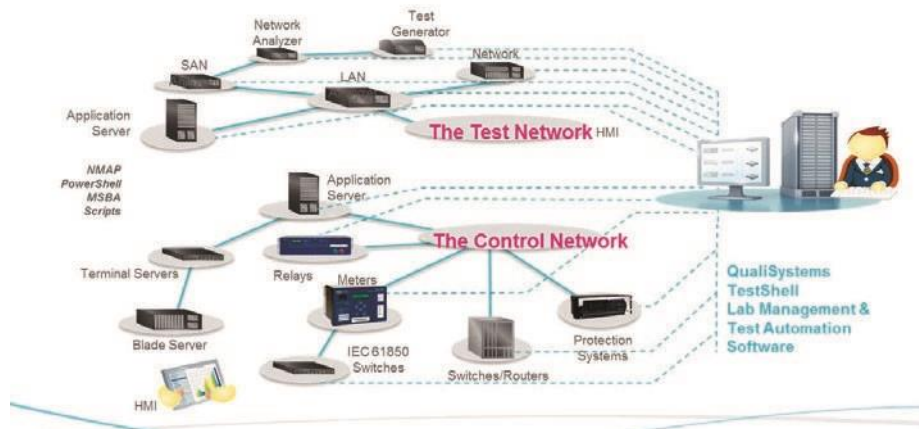 Test
Generator
Network
Analyzer
Network
SAN
LAN
Application
Server
The Test Network HMI
NMAP
PowerShell
MSBA
Scripts
Application
Server
The Control Network
Terminal Servers
Relays
Meters
QualiSystems
TestShell
Lab Management &
Test Automation
Software
Blade Server
IEC 61850
Switches
Protection
Systems
Switches/Routers
HMI